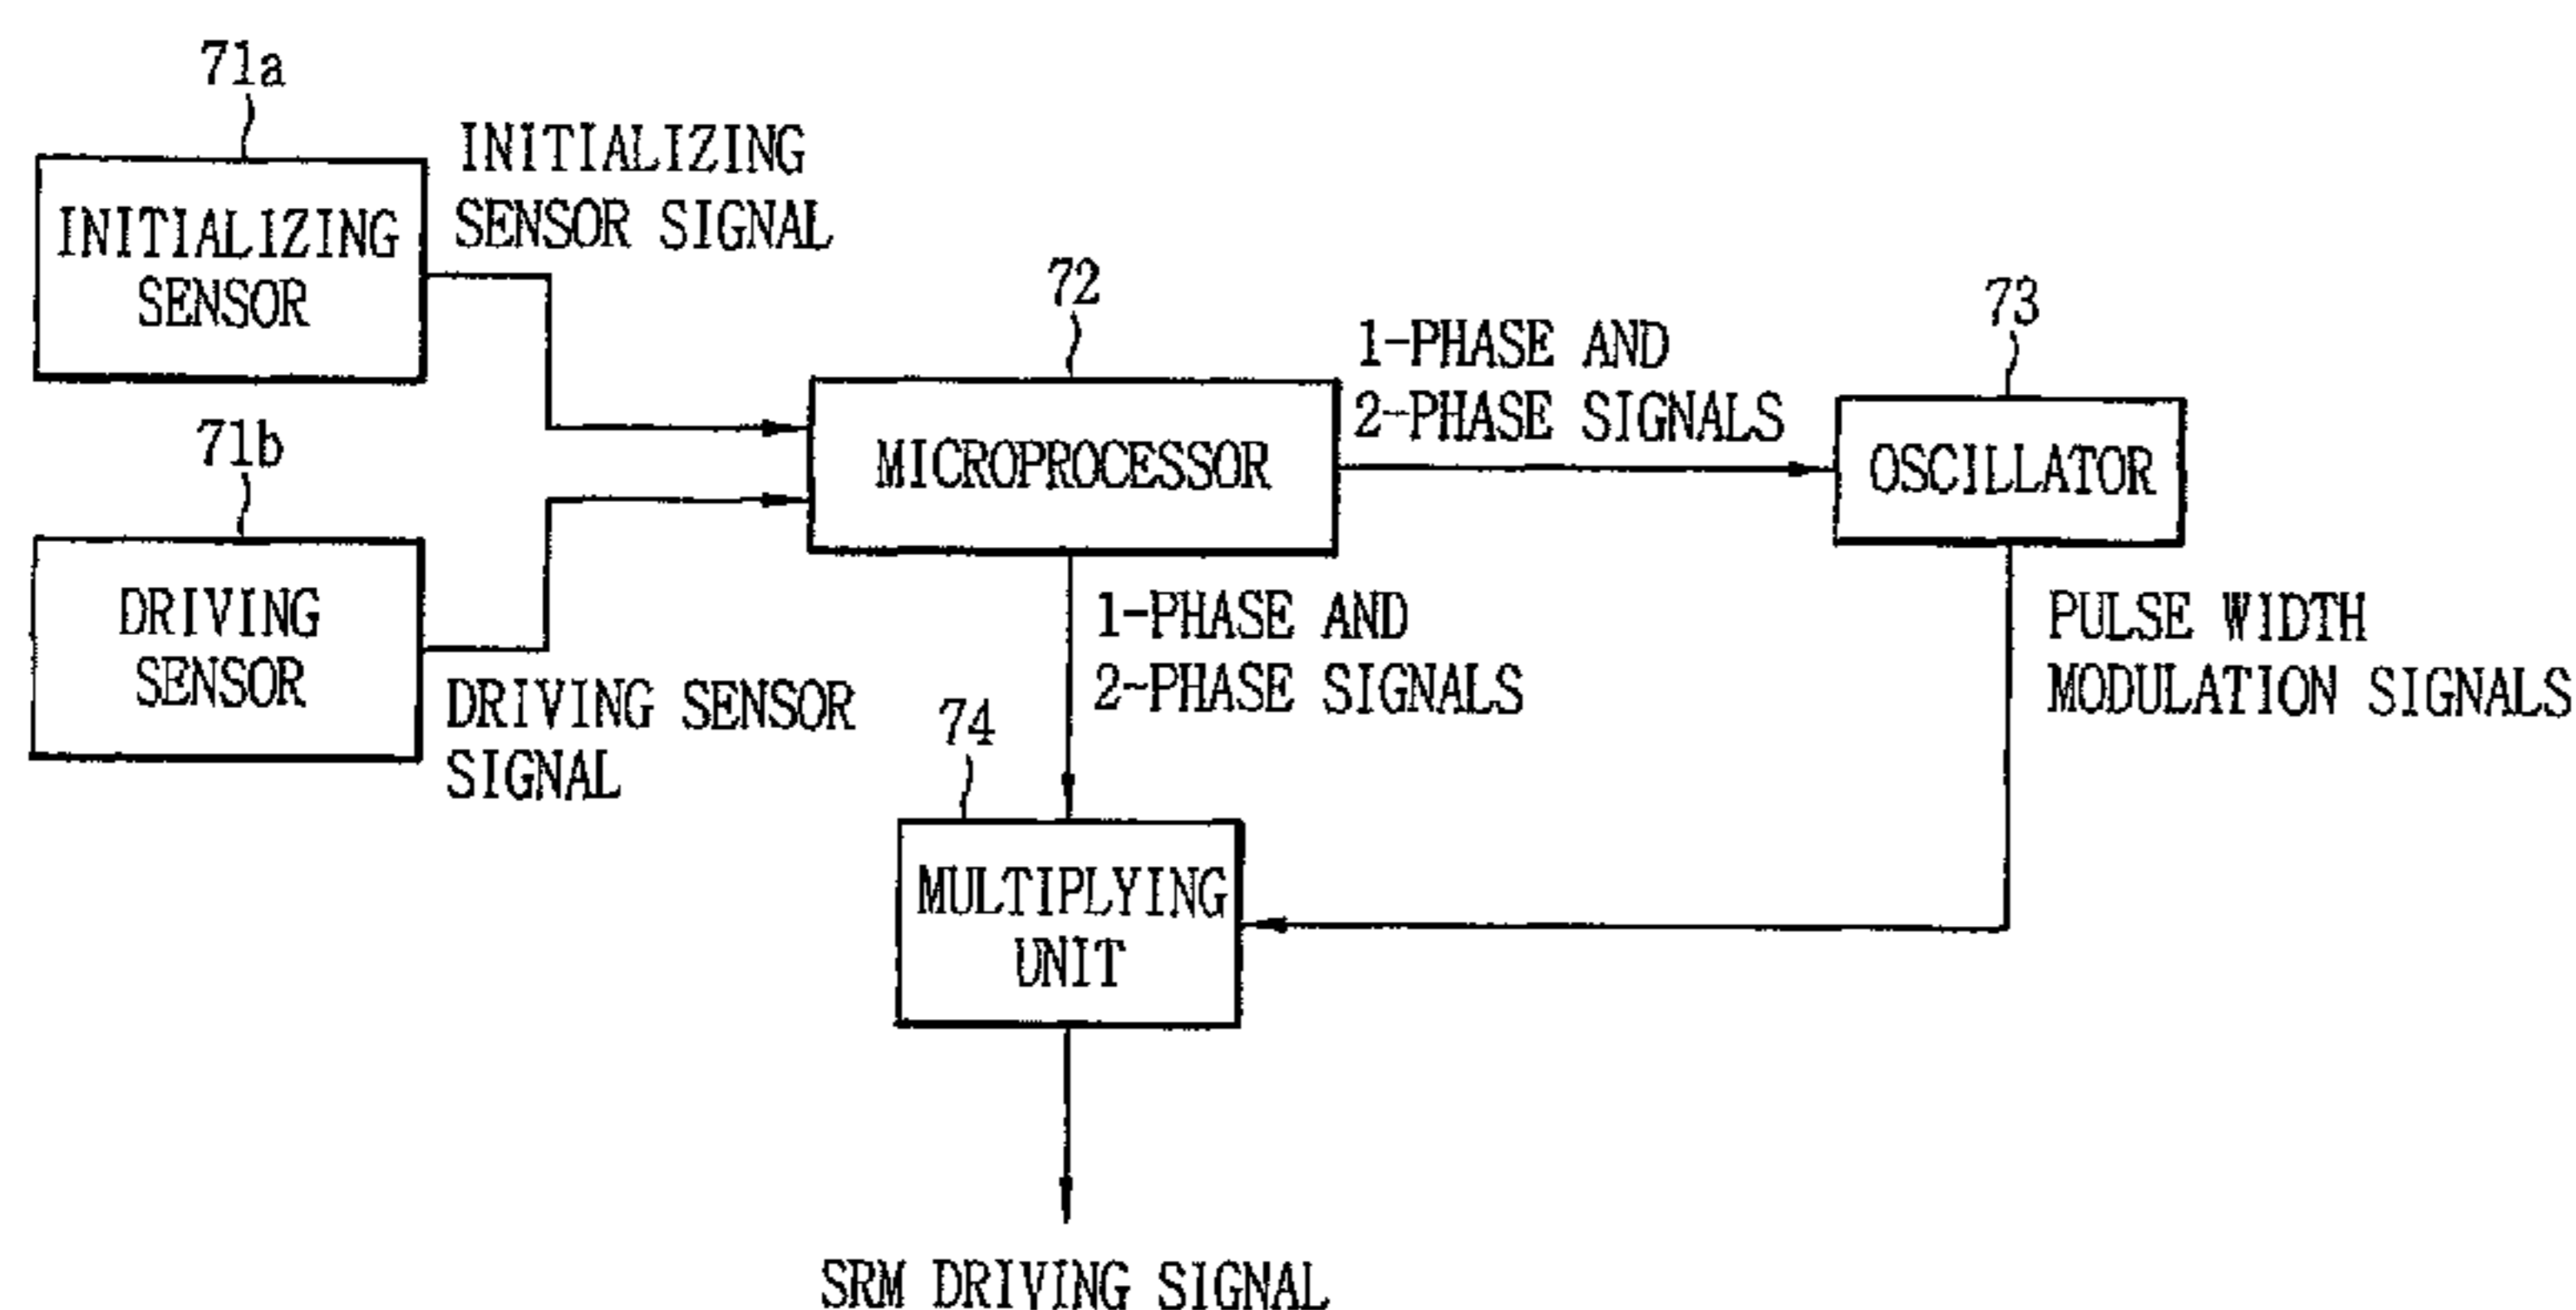 71a
INITIALIZING
SENSOR
INITIALIZING
SENSOR SIGNAL
71b
DRIVING
SENSOR
DRIVING SENSOR
SIGNAL
72
MICROPROCESSOR
1-PHASE AND
2-PHASE SIGNALS
73
OSCILLATOR
1-PHASE AND
2-PHASE SIGNALS
PULSE WIDTH
MODULATION SIGNALS
74
MULTIPLYING
UNIT
SRM DRIVING SIGNAL